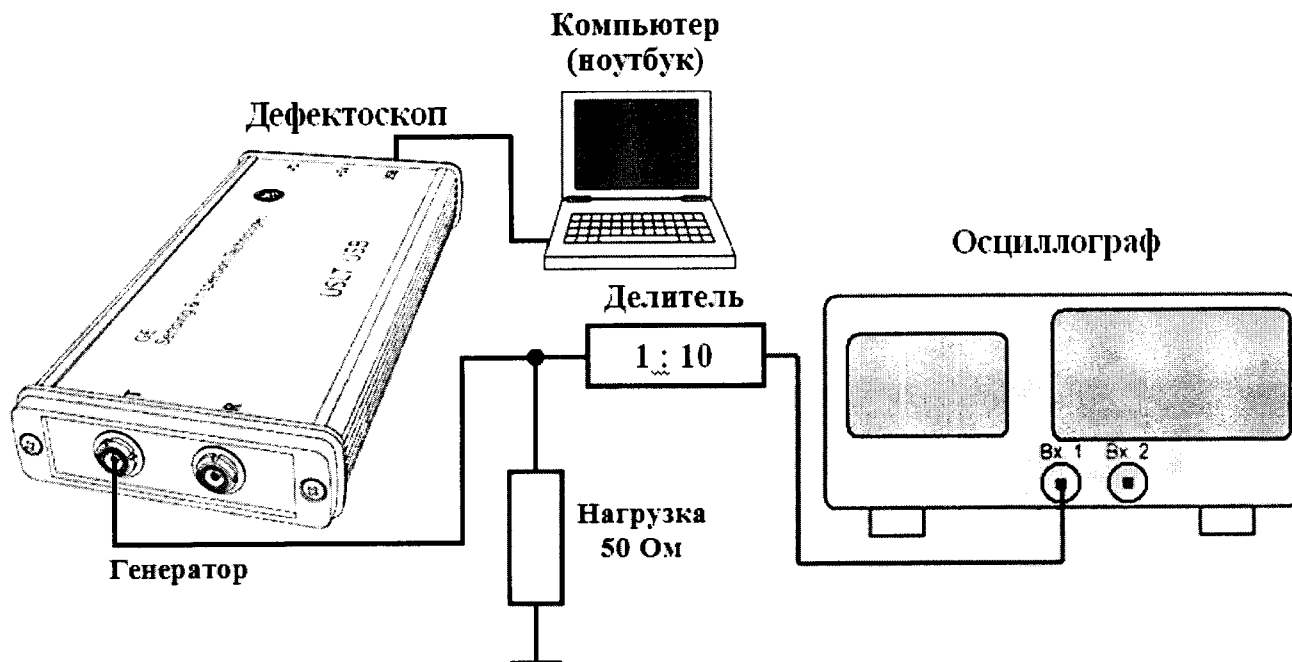 Компьютер
(ноутбук)
Дефектоскоп
USLT USB
Осциллограф
Делитель
1 : 10
Вх. 1 Вх. 2
Нагрузка
50 Ом
Генератор
T
R